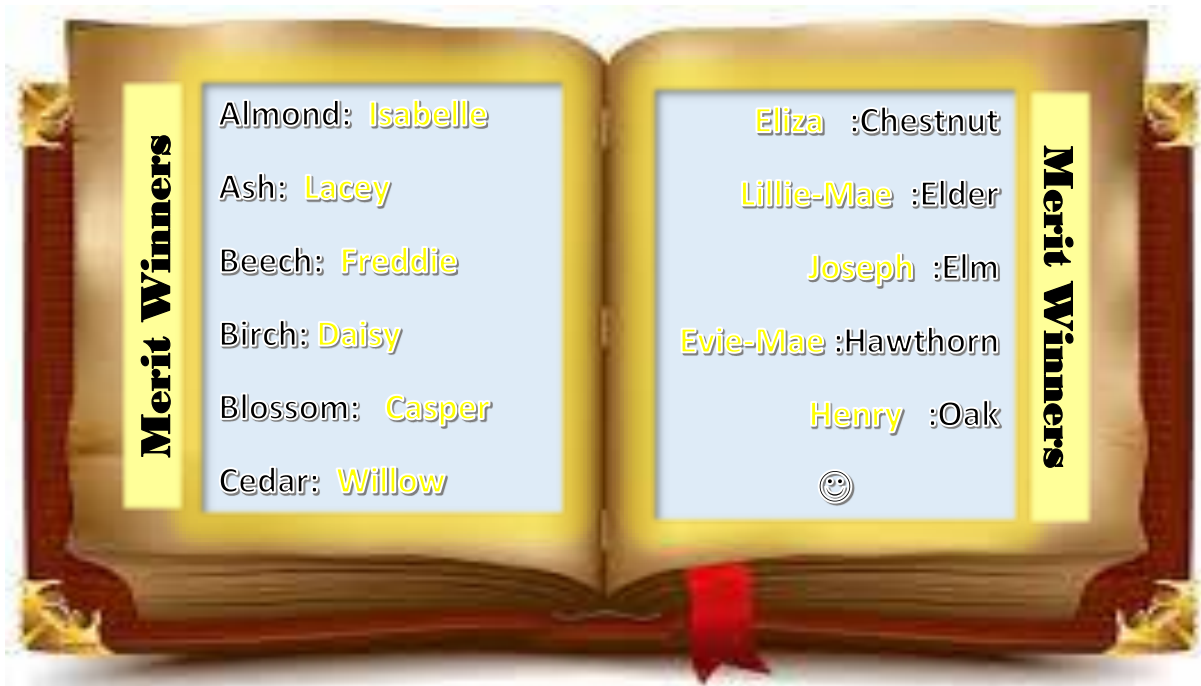 Merit Winners
Almond: Isabelle
Ash: Lacey
Beech: Freddie
Birch: Daisy
Blossom: Casper
Cedar: Willow
Eliza :Chestnut
Lillie-Mae :Elder
Joseph :Elm
Evie-Mae :Hawthorn
Henry :Oak
Merit Winners